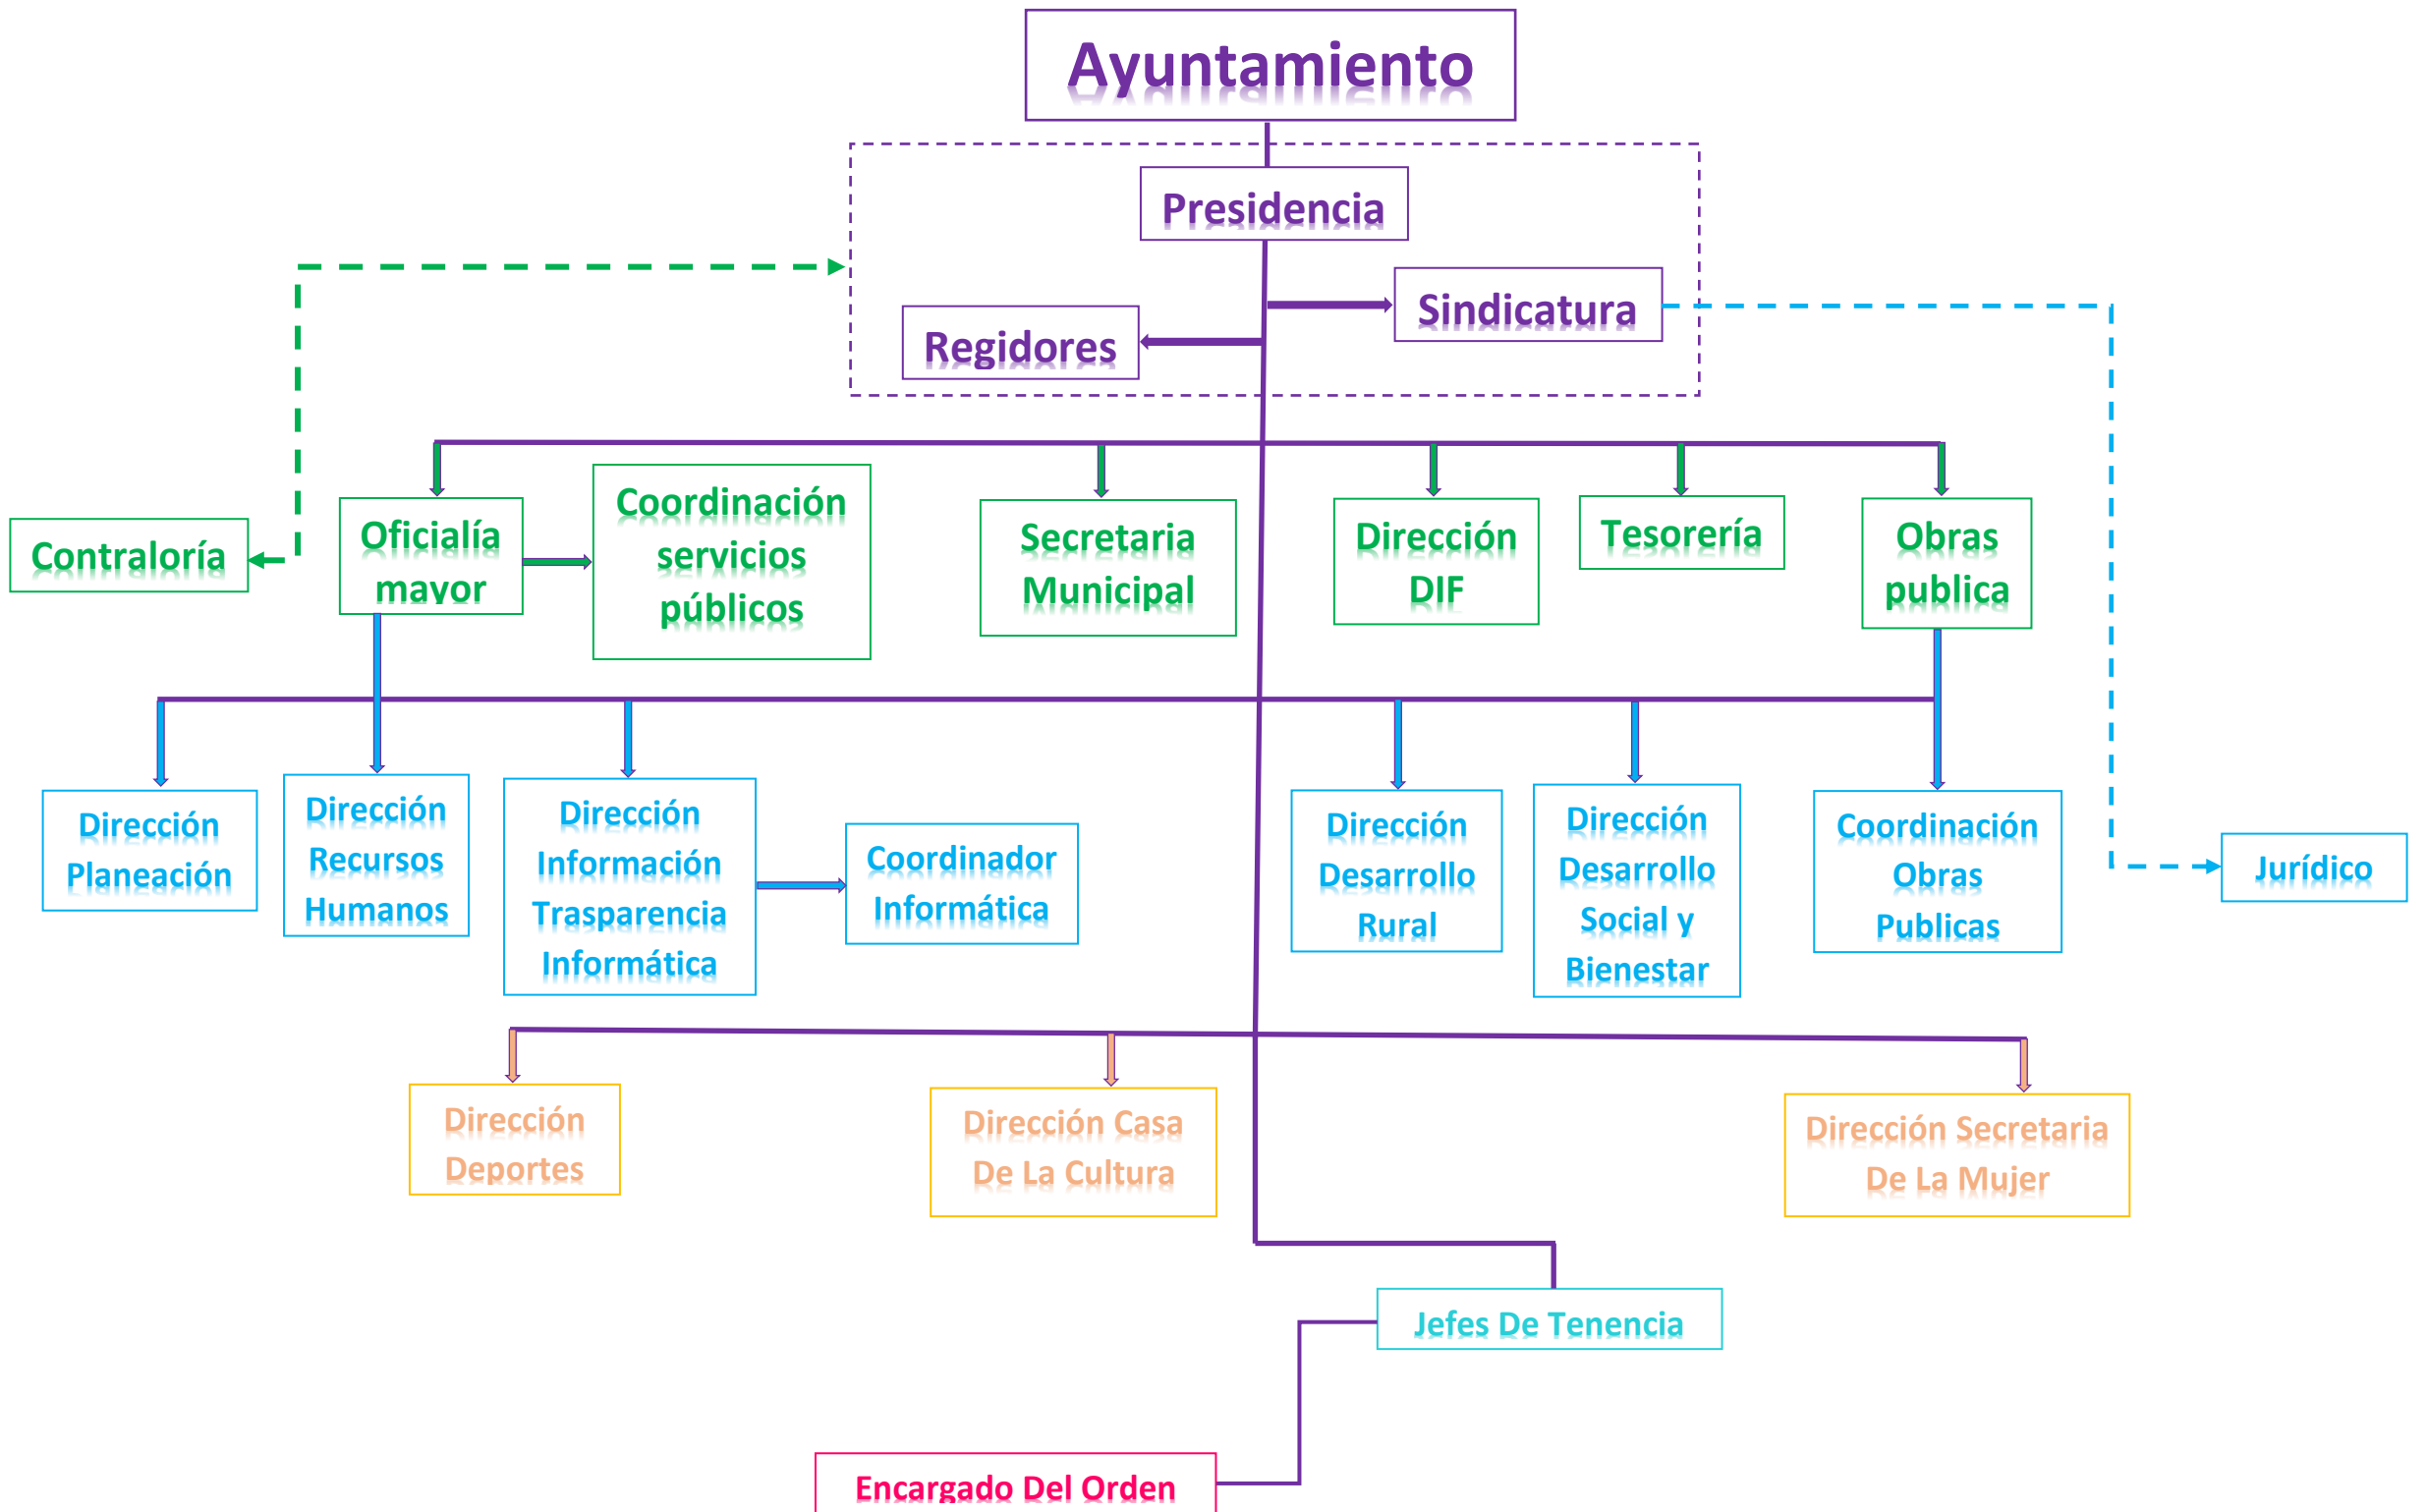 Ayuntamiento
Presidencia
Sindicatura
Regidores
Contraloría
Oficialía
mayor
Coordinación
servicios
públicos
Secretaria
Municipal
Dirección
DIF
Tesorería
Obras
publica
Dirección
Planeación
Dirección
Recursos
Humanos
Dirección
Información
Trasparencia
Informática
Coordinador
Informática
Dirección
Desarrollo
Rural
Dirección
Desarrollo
Social y
Bienestar
Coordinación
Obras
Publicas
Jurídico
Dirección
Deportes
Dirección Casa
De La Cultura
Dirección Secretaria
De La Mujer
Jefes De Tenencia
Encargado Del Orden